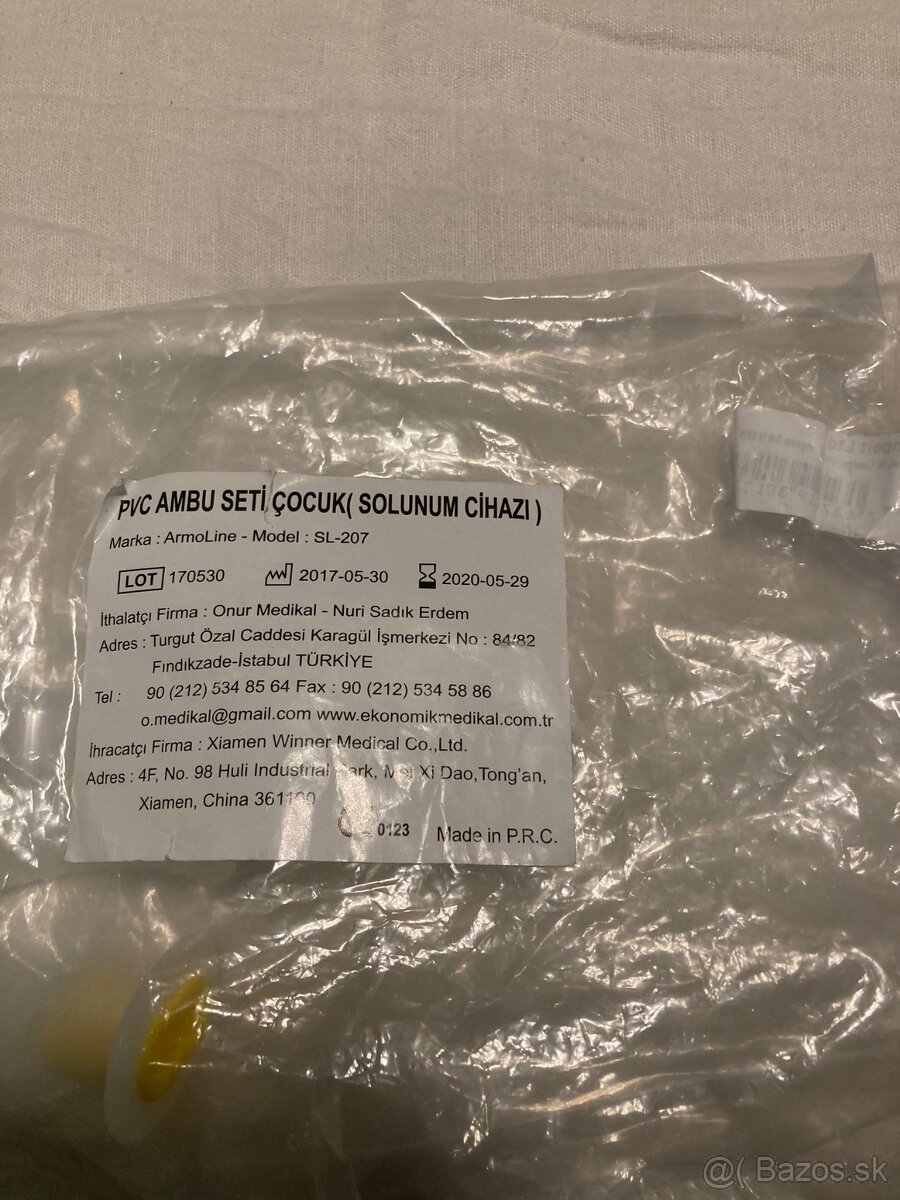 PVC AMBU SETİ ÇOCUK( SOLUNUM CİHAZI )
Marka : ArmoLine - Model : SL-207
LOT 170530 2017-05-30 2020-05-29
İthalatçı Firma : Onur Medikal - Nuri Sadık Erdem
Adres : Turgut Özal Caddesi Karagül İşmerkezi No : 84/82
Fındıkzade-İstabul TÜRKİYE
Tel : 90 (212) 534 85 64 Fax : 90 (212) 534 58 86
o.medikal@gmail.com www.ekonomikmedikal.com.tr
İhracatçı Firma : Xiamen Winner Medical Co.,Ltd.
Adres : 4F, No. 98 Huli Industrial Park, Mei Xi Dao,Tong'an,
Xiamen, China 361100
CE 0123 Made in P.R.C.
@( Bazos.sk